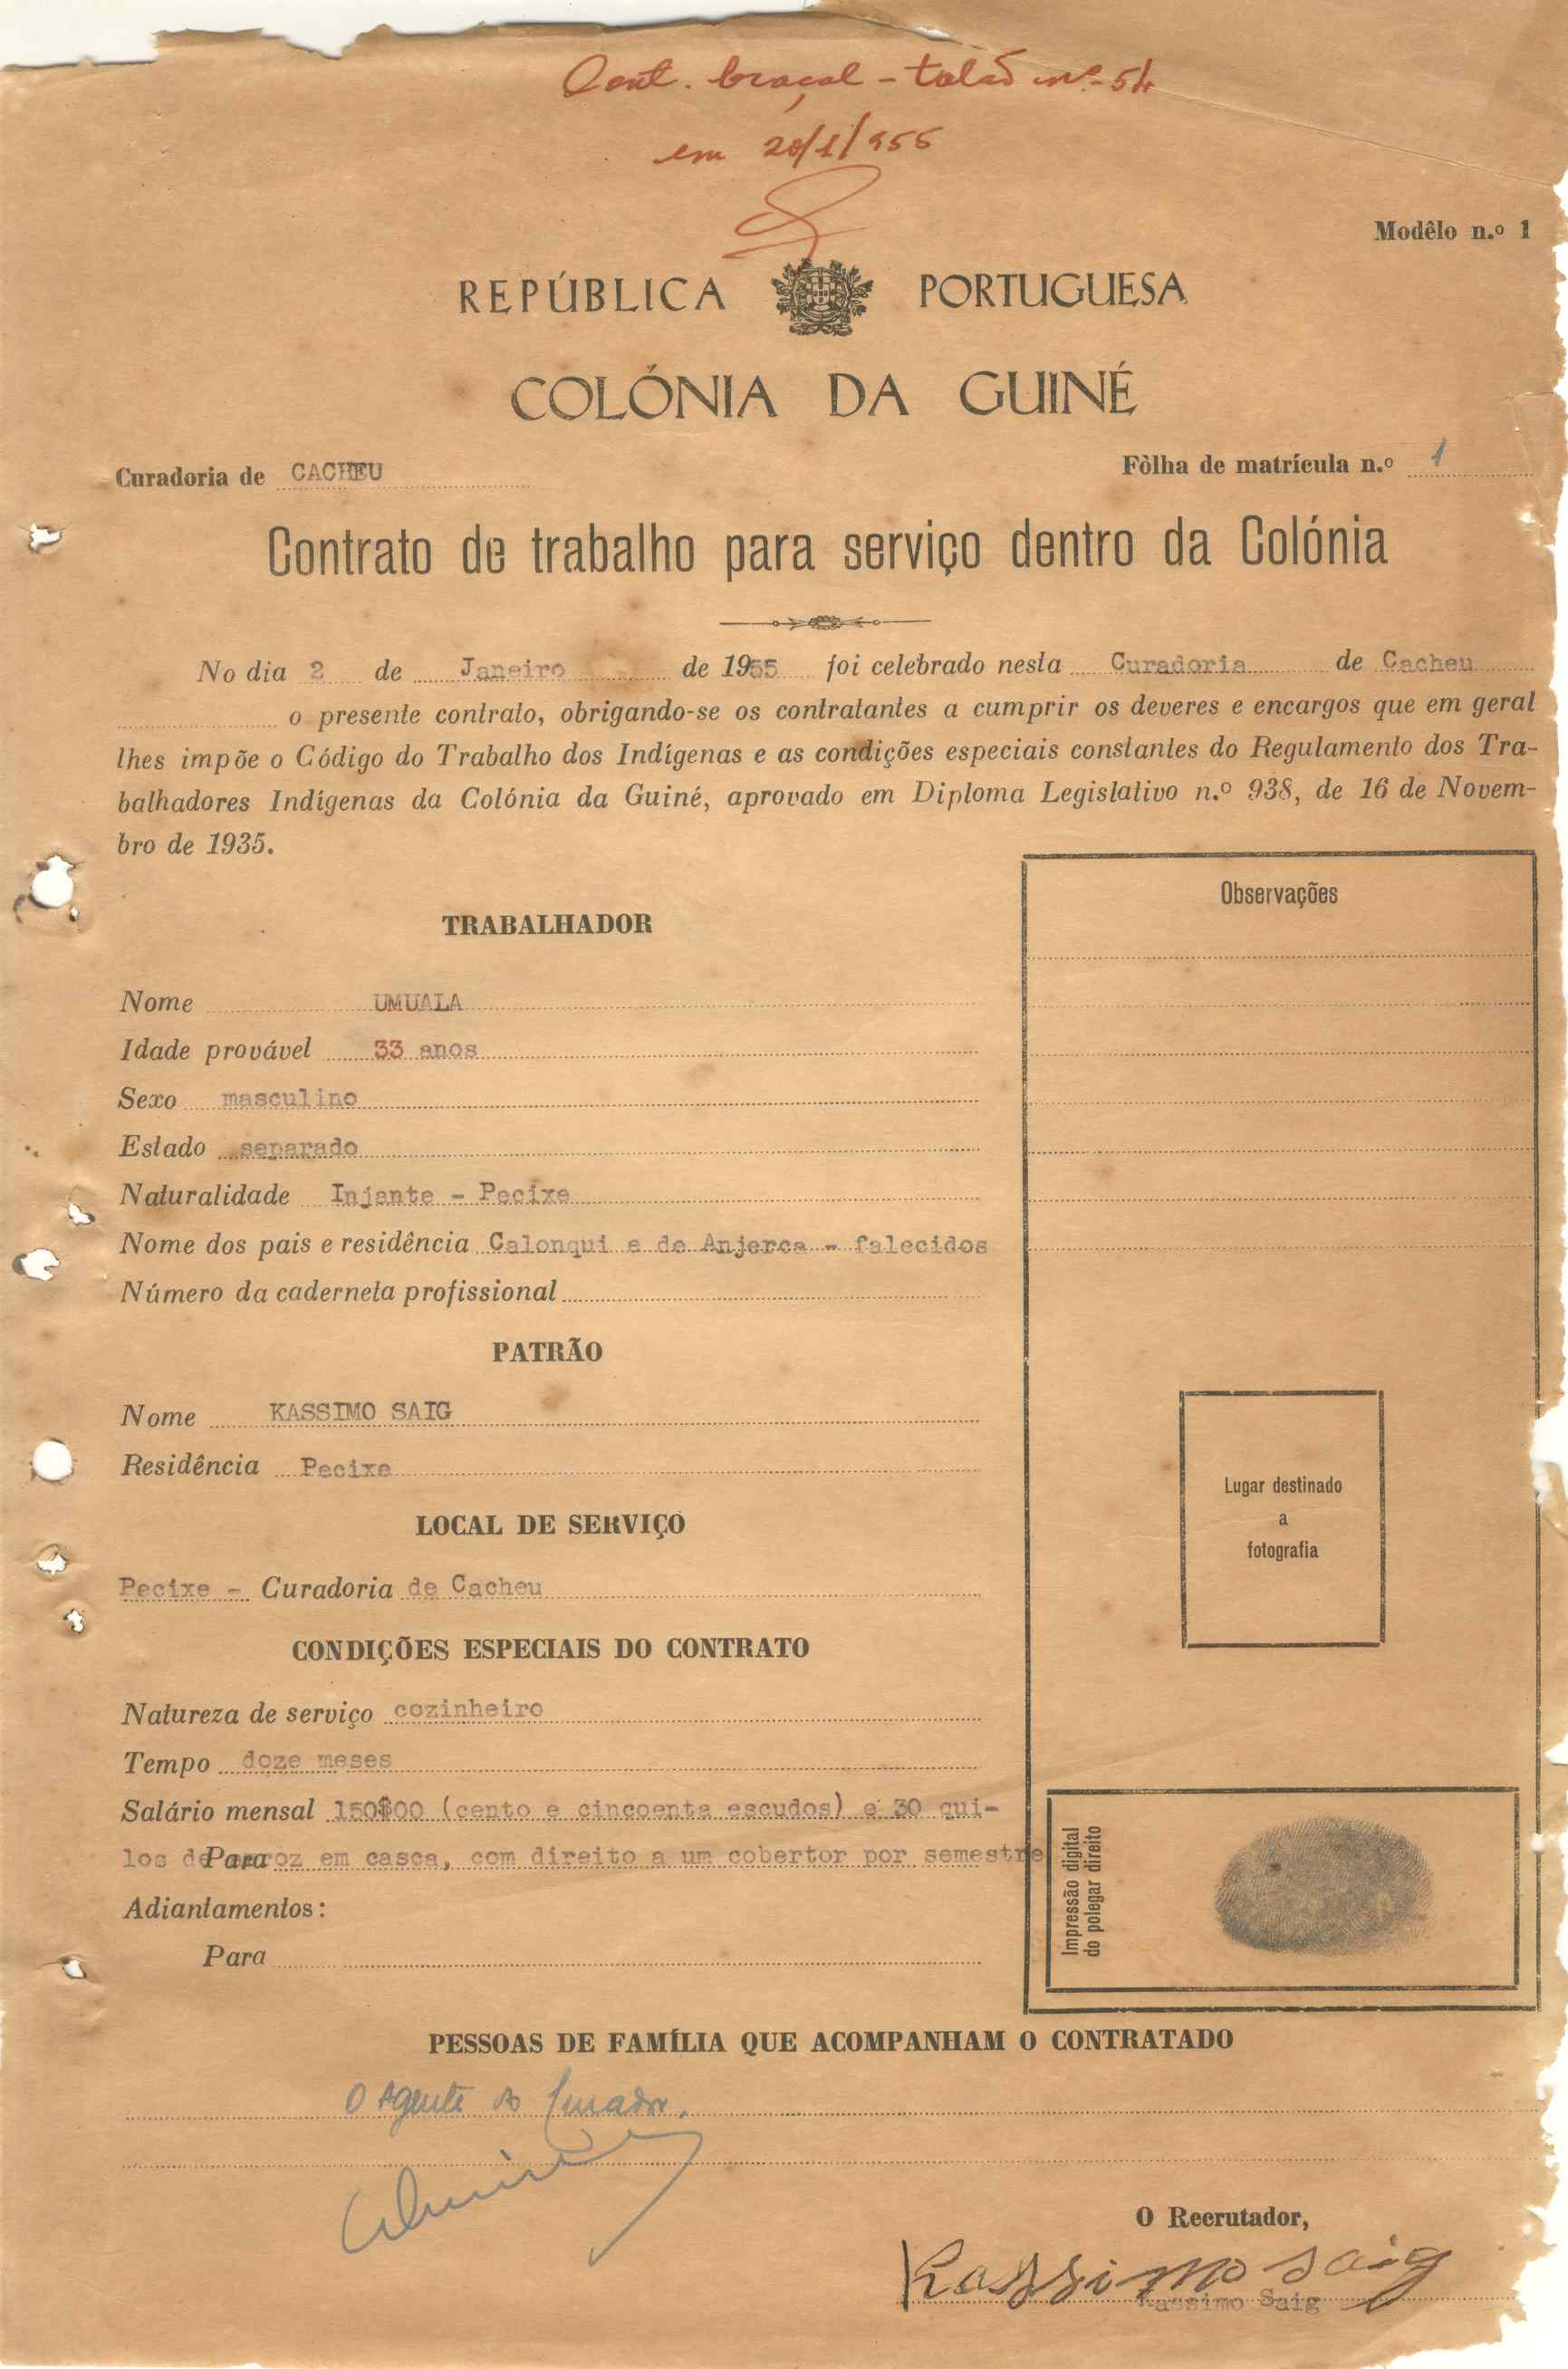 Cont. braçal - talão nº 54
em 20/1/955
Modêlo n.º 1
REPÚBLICA PORTUGUESA
COLÓNIA DA GUINÉ
Curadoria de CACHEU Fôlha de matrícula n.º 1
Contrato de trabalho para serviço dentro da Colónia
No dia 2 de Janeiro de 1955 foi celebrado nesta Curadoria de Cacheu
o presente contrato, obrigando-se os contratantes a cumprir os deveres e encargos que em geral
lhes impõe o Código do Trabalho dos Indígenas e as condições especiais constantes do Regulamento dos Tra-
balhadores Indígenas da Colónia da Guiné, aprovado em Diploma Legislativo n.º 938, de 16 de Novem-
bro de 1935.
Observações
TRABALHADOR
Nome UMUALA
Idade provável 33 anos
Sexo masculino
Estado separado
Naturalidade Injante - Pecixe
Nome dos pais e residência Calonqui e de Anjerca - falecidos
Número da caderneta profissional
PATRÃO
Nome KASSIMO SAIG
Residência Pecixe
Lugar destinado
a
fotografia
LOCAL DE SERVIÇO
Pecixe - Curadoria de Cacheu
CONDIÇÕES ESPECIAIS DO CONTRATO
Natureza de serviço cozinheiro
Tempo doze meses
Salário mensal 150$00 (cento e cincoenta escudos) e 30 qui-
los de Para arroz em casca, com direito a um cobertor por semestre
Adiantamentos:
Para
Impressão digital
do polegar direito
PESSOAS DE FAMÍLIA QUE ACOMPANHAM O CONTRATADO
O Agente do Curador,
O Recrutador,
Kassimo Saig
Kassimo Saig